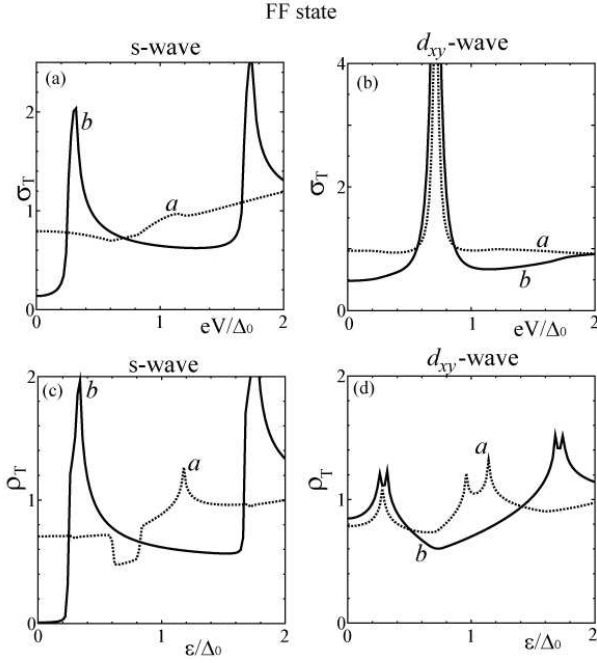 FF state
s-wave
d_xy-wave
(a)
b
a
σ_T
0
1
2
0
1
2
eV/Δ_0
(b)
a
b
σ_T
0
2
4
0
1
2
eV/Δ_0
s-wave
d_xy-wave
(c)
b
a
ρ_T
0
1
2
0
1
2
ε/Δ_0
(d)
a
b
ρ_T
0
1
2
0
1
2
ε/Δ_0